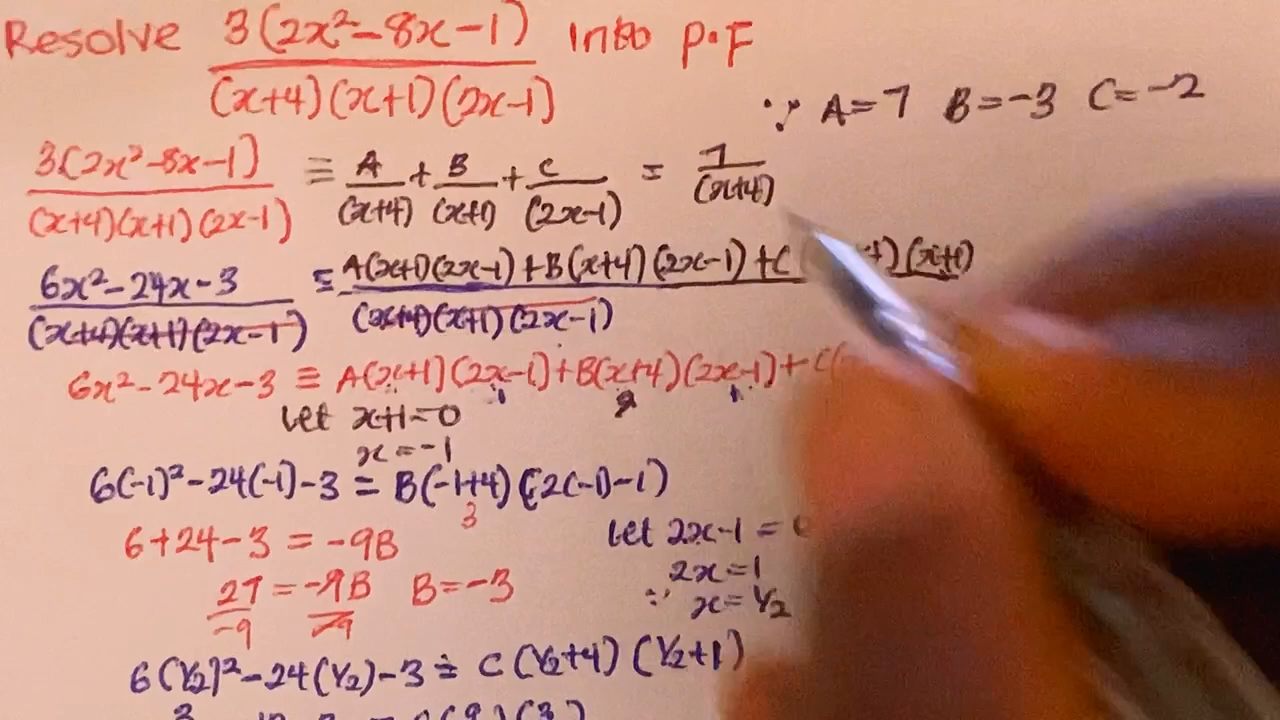 Resolve 3(2x²-8x-1) into P.F
(x+4)(x+1)(2x-1)
∵ A=7 B=-3 C=-2
3(2x²-8x-1) ≡ A + B + C = 7
(x+4)(x+1)(2x-1) (x+4) (x+1) (2x-1) (x+4)
6x²-24x-3 ≡ A(x+1)(2x-1)+B(x+4)(2x-1)+C (x+1)
(x+4)(x+1)(2x-1) (x+4)(x+1)(2x-1)
6x²-24x-3 ≡ A(x+1)(2x-1)+B(x+4)(2x-1)+C(
Let x+1=0
x=-1
6(-1)²-24(-1)-3 = B(-1+4)(2(-1)-1)
3
6+24-3 = -9B
27 = -9B B=-3
-9 -9
Let 2x-1 =
2x=1
∵ x=½
6(½)²-24(½)-3 = C(½+4)(½+1)